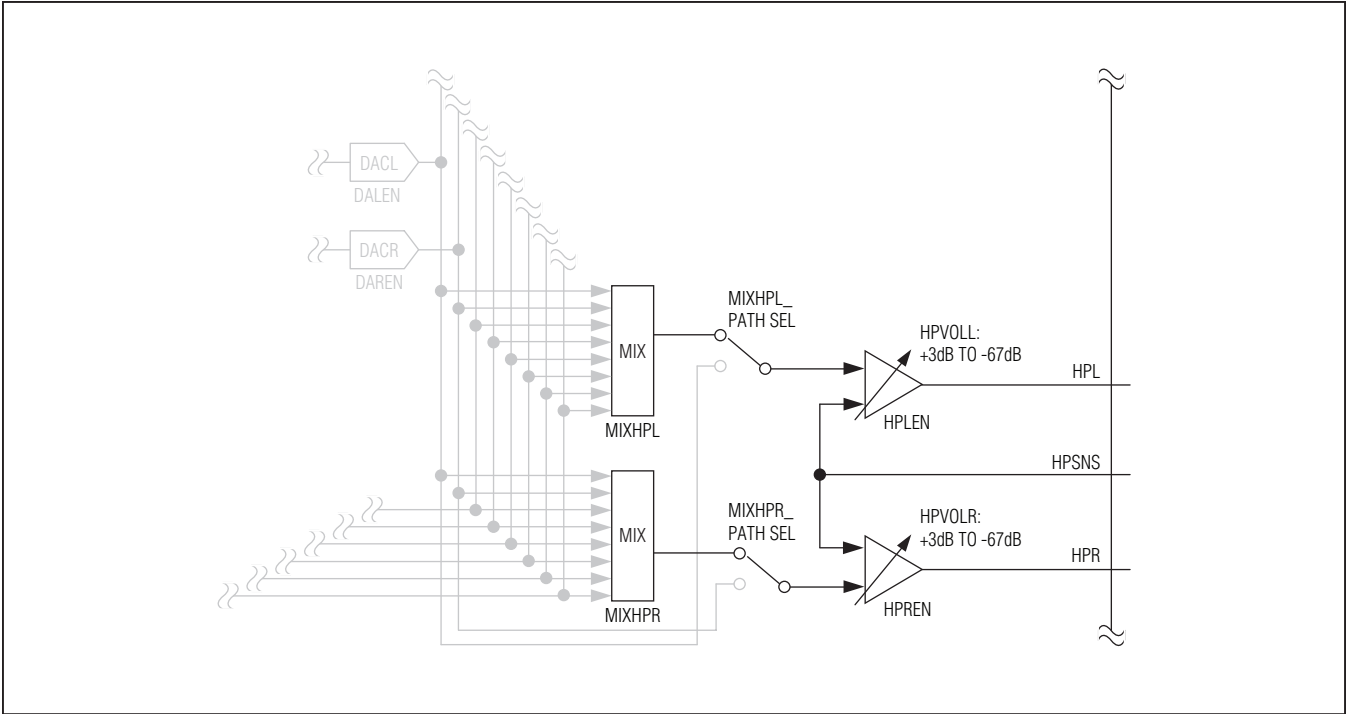 DACL
DALEN
DACR
DAREN
MIX
MIXHPL
MIXHPL_
PATH SEL
HPVOLL:
+3dB TO -67dB
HPLEN
HPL
HPSNS
MIX
MIXHPR
MIXHPR_
PATH SEL
HPVOLR:
+3dB TO -67dB
HPREN
HPR